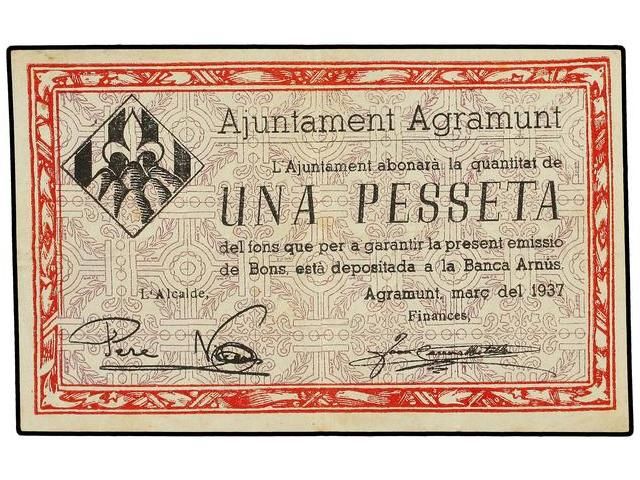 Ajuntament Agramunt
L'Ajuntament abonarà la quantitat de
UNA PESSETA
del fons que per a garantir la present emissio
de Bons, està depositada a la Banca Arnús.
L'Alcalde, Agramunt, març del 1937
Finances,
Pere